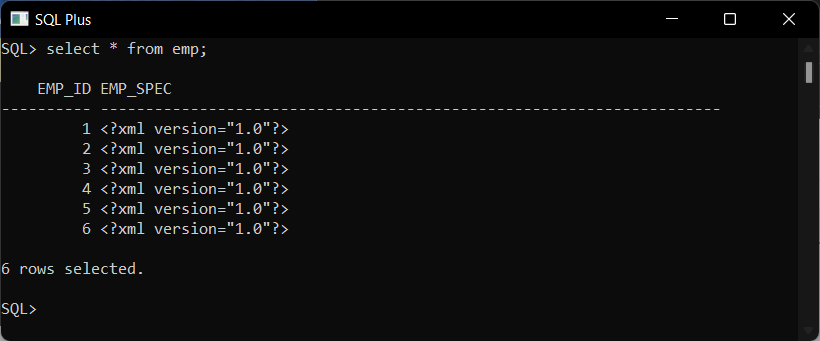 SQL Plus
SQL> select * from emp;
EMP_ID EMP_SPEC
---------- ---------------------------------------------------------------------
1 <?xml version="1.0"?>
2 <?xml version="1.0"?>
3 <?xml version="1.0"?>
4 <?xml version="1.0"?>
5 <?xml version="1.0"?>
6 <?xml version="1.0"?>
6 rows selected.
SQL>